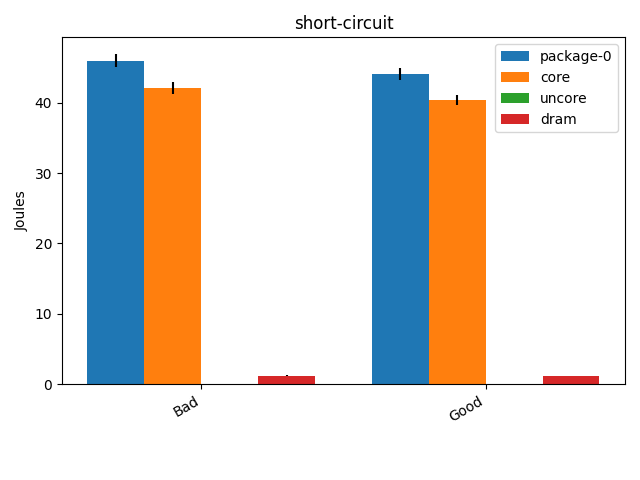 short-circuit
package-0
core
uncore
dram
Joules
40
30
20
10
0
Bad
Good